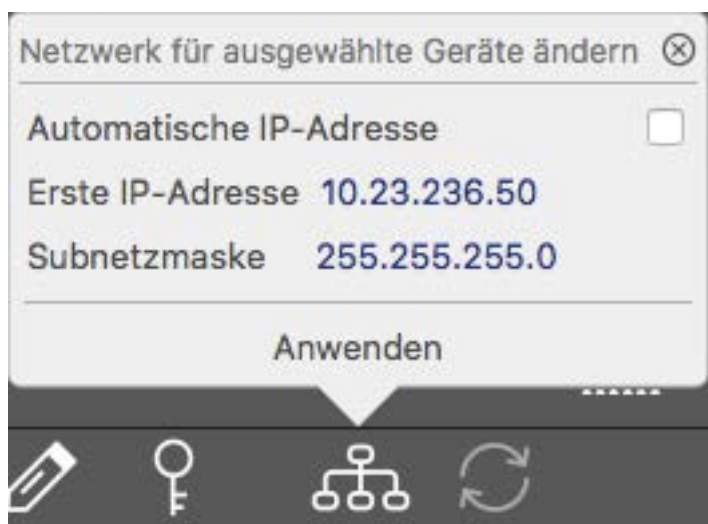 Netzwerk für ausgewählte Geräte ändern
Automatische IP-Adresse
Erste IP-Adresse 10.23.236.50
Subnetzmaske 255.255.255.0
Anwenden